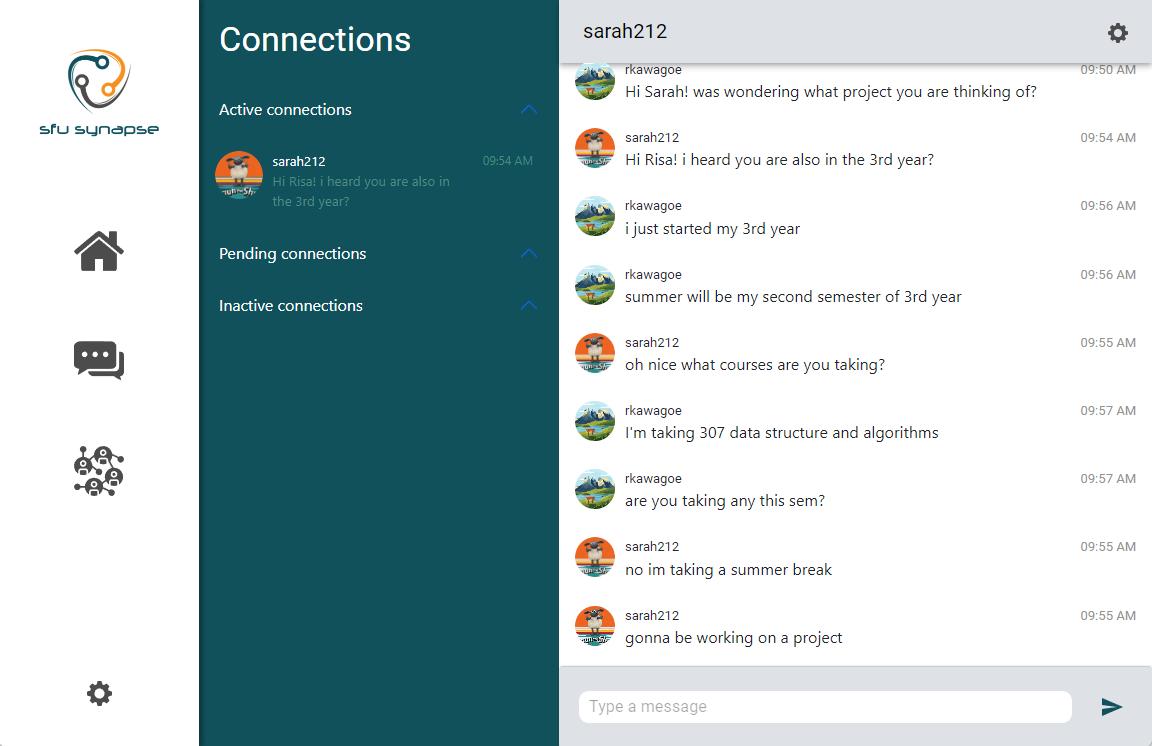 sfu synapse
Connections
Active connections
sarah212 09:54 AM
Hi Risa! i heard you are also in
the 3rd year?
Pending connections
Inactive connections
sarah212
rkawagoe 09:50 AM
Hi Sarah! was wondering what project you are thinking of?
sarah212 09:54 AM
Hi Risa! i heard you are also in the 3rd year?
rkawagoe 09:56 AM
i just started my 3rd year
rkawagoe 09:56 AM
summer will be my second semester of 3rd year
sarah212 09:55 AM
oh nice what courses are you taking?
rkawagoe 09:57 AM
I'm taking 307 data structure and algorithms
rkawagoe 09:57 AM
are you taking any this sem?
sarah212 09:55 AM
no im taking a summer break
sarah212 09:55 AM
gonna be working on a project
Type a message